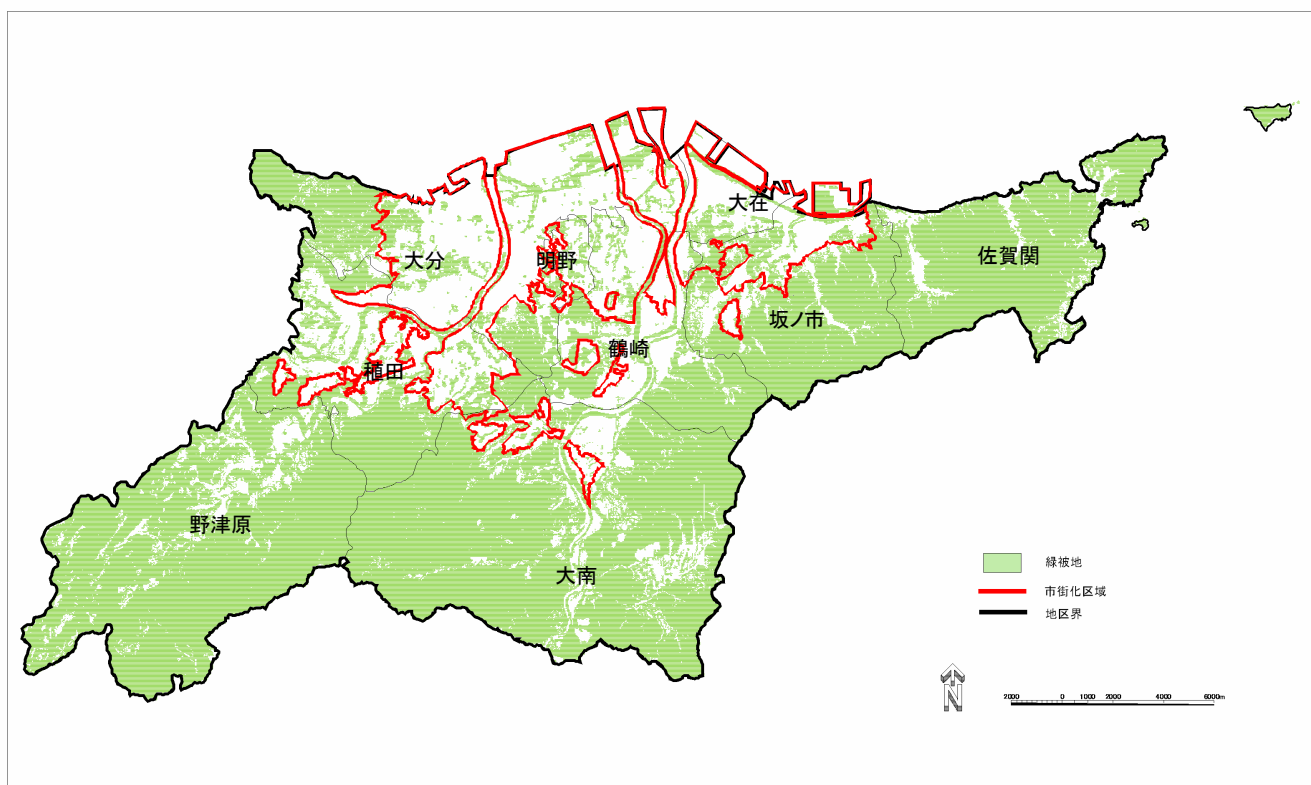 大在
大分
明野
佐賀関
坂ノ市
鶴崎
稙田
野津原
大南
緑被地
市街化区域
地区界
N
2000 0 1000 2000 4000 6000m